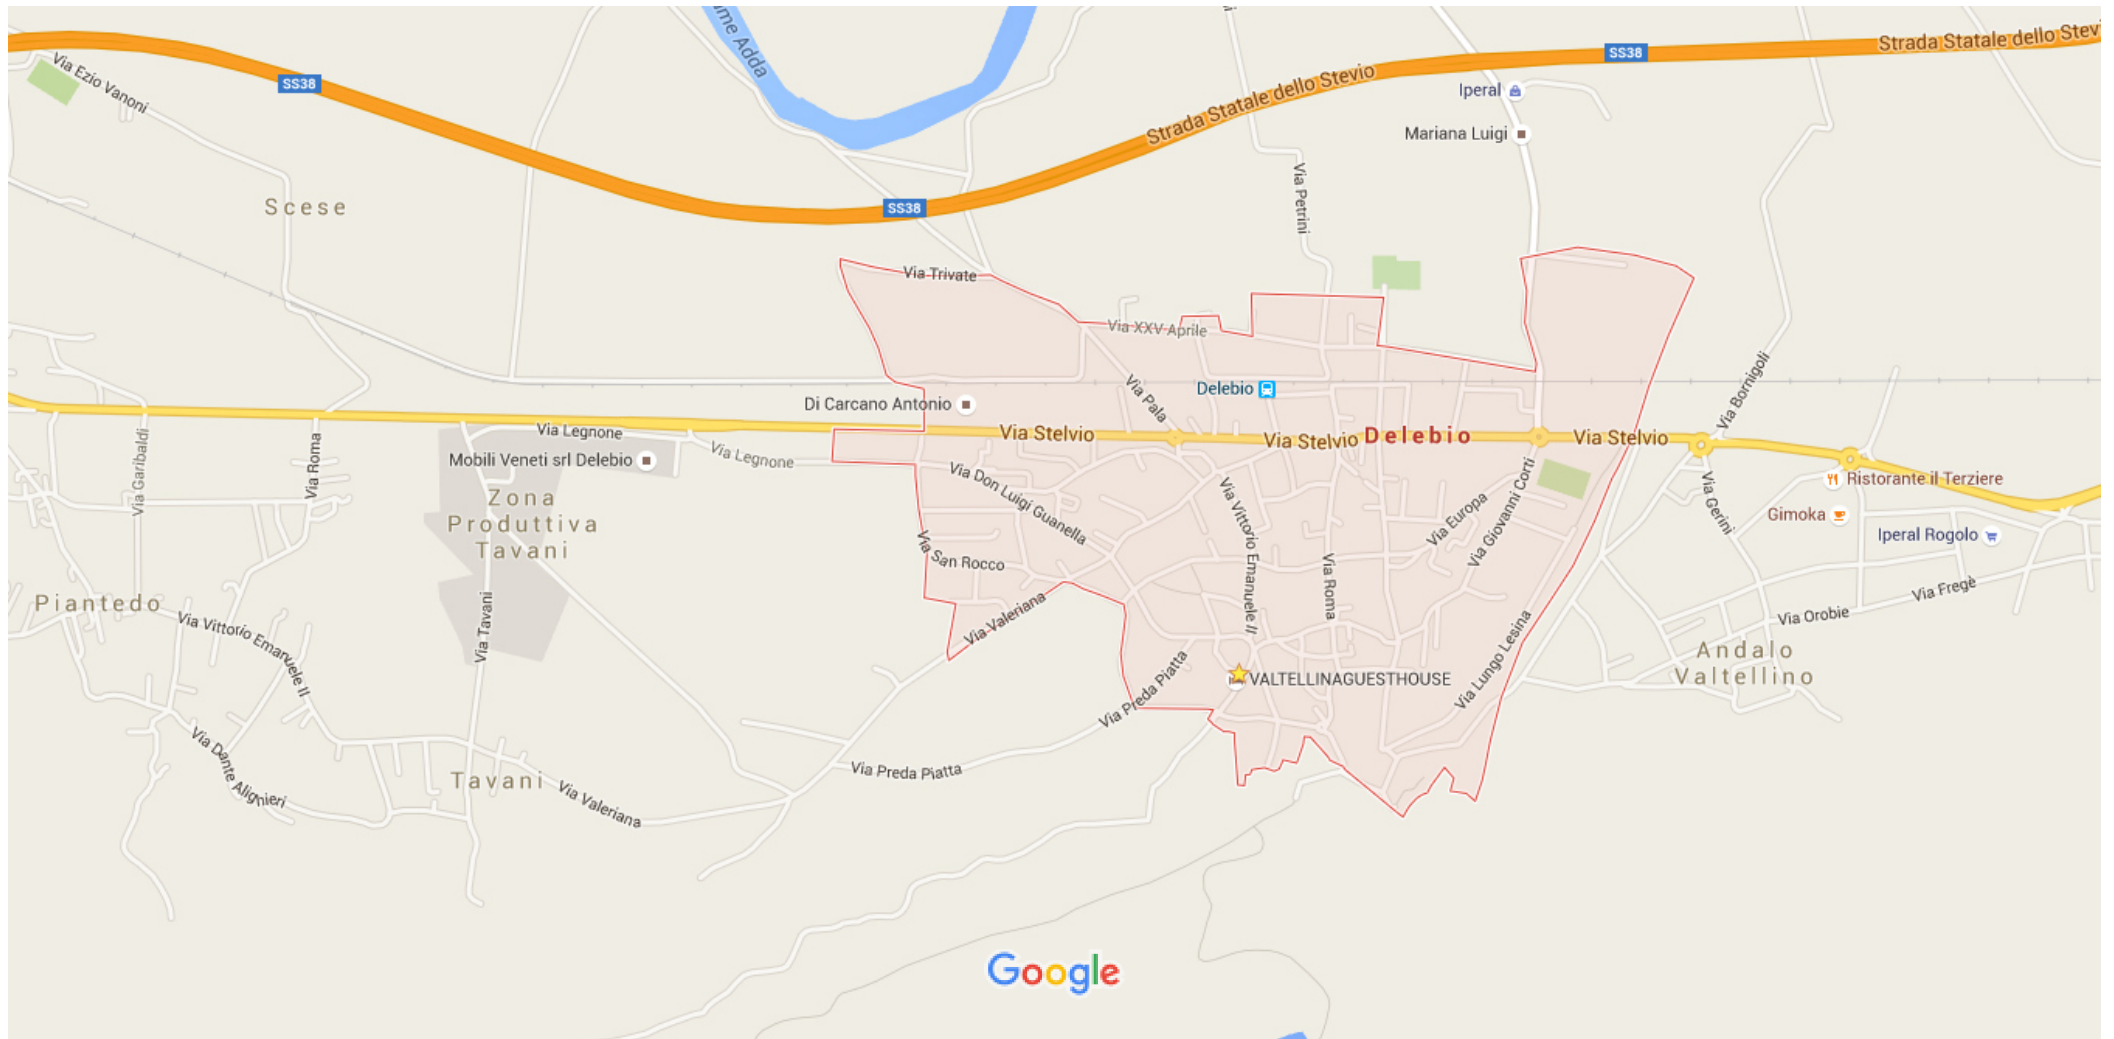 Strada Statale dello Stevi
SS38
ume Adda
Via Ezio Vanoni
SS38
Strada Statale dello Stevio
Iperal
Mariana Luigi
Via Petrini
Scese
SS38
Via Trivate
Via XXV Aprile
Via Pala
Delebio
Di Carcano Antonio
Via Bornigoli
Via Legnone
Via Stelvio
Via Stelvio
Delebio
Via Stelvio
Via Garibaldi
Via Roma
Mobili Veneti srl Delebio
Via Legnone
Via Don Luigi Guanella
Via Vittorio Emanuele II
Via Europa
Via Giovanni Corti
Via Gerini
Ristorante il Terziere
Gimoka
Iperal Rogolo
Zona
Produttiva
Tavani
Via San Rocco
Via Roma
Via Fregè
Piantedo
Via Vittorio Emanuele II
Via Tavani
Via Valeriana
Via Orobie
Via Lungo Lesina
Andalo
Valtellino
Via Preda Piatta
VALTELLINAGUESTHOUSE
Via Dante Alighieri
Tavani
Via Valeriana
Via Preda Piatta
Google